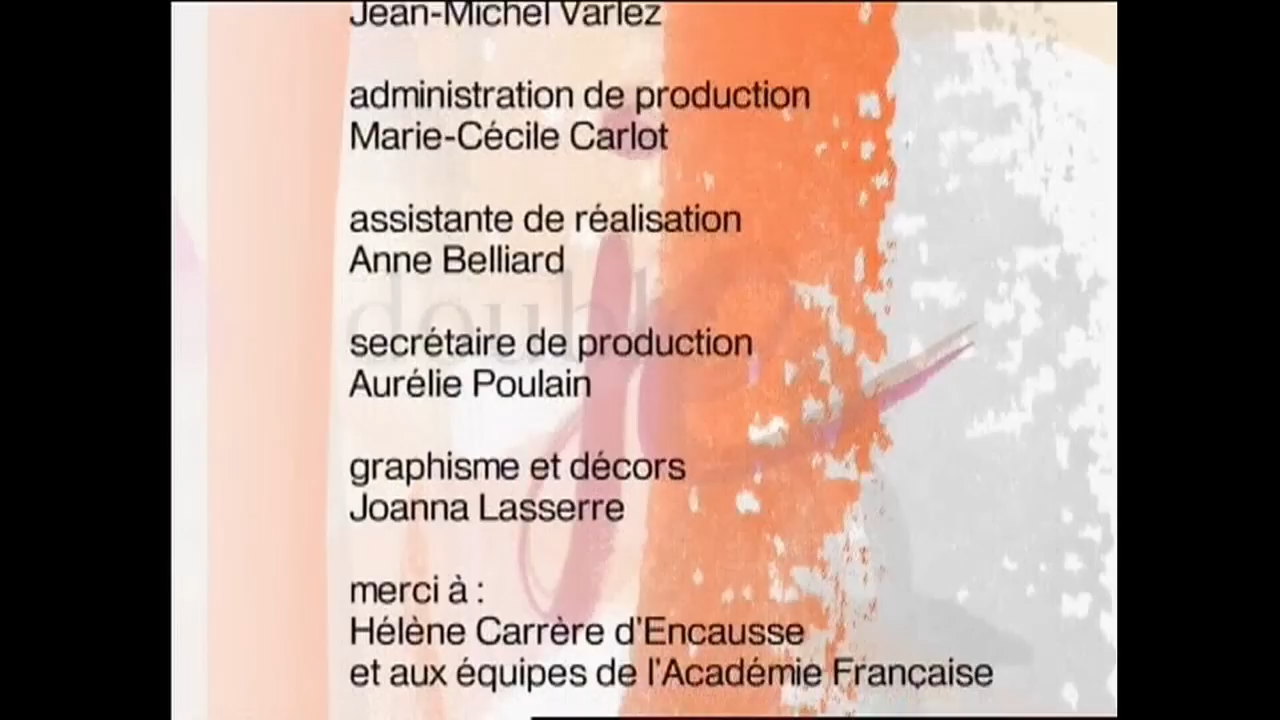 Jean-Michel Varlez
administration de production
Marie-Cécile Carlot
assistante de réalisation
Anne Belliard
double
secrétaire de production
Aurélie Poulain
graphisme et décors
Joanna Lasserre
merci à :
Hélène Carrère d'Encausse
et aux équipes de l'Académie Française